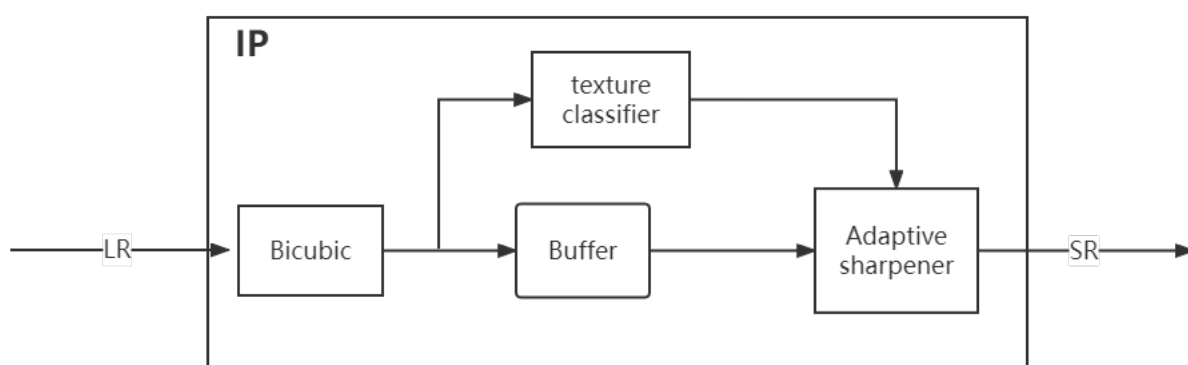 IP
texture
classifier
LR
Bicubic
Buffer
Adaptive
sharpener
SR